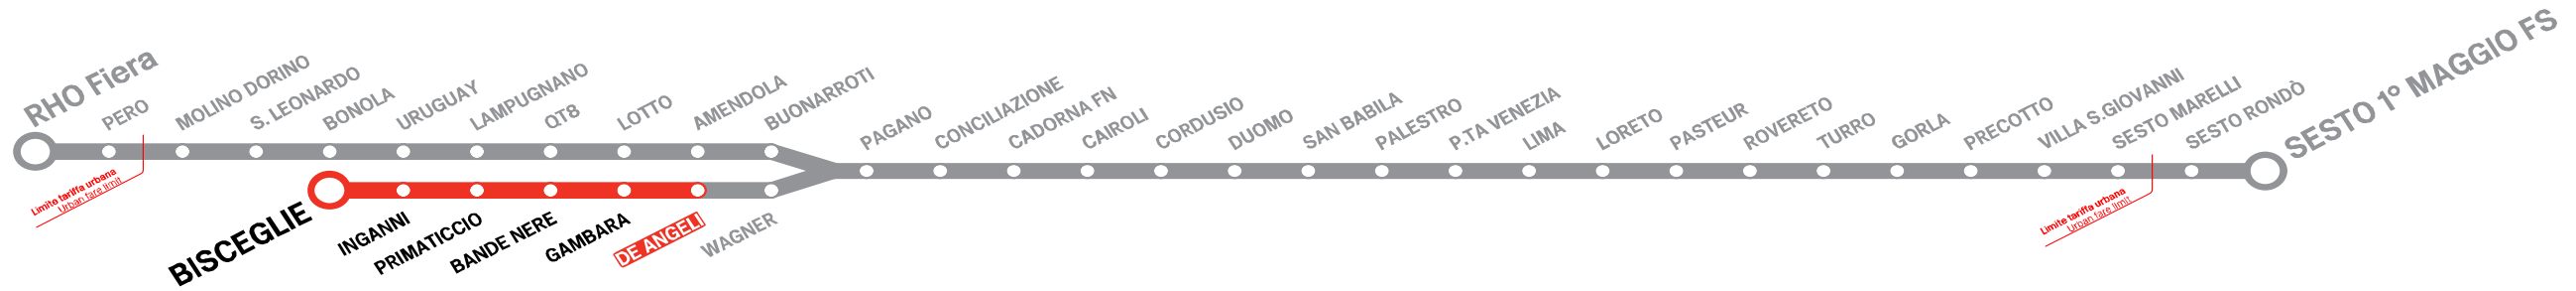 RHO Fiera
PERO
MOLINO DORINO
S. LEONARDO
BONOLA
URUGUAY
LAMPUGNANO
QT8
LOTTO
AMENDOLA
BUONARROTI
PAGANO
CONCILIAZIONE
CADORNA FN
CAIROLI
CORDUSIO
DUOMO
SAN BABILA
PALESTRO
P.TA VENEZIA
LIMA
LORETO
PASTEUR
ROVERETO
TURRO
GORLA
PRECOTTO
VILLA S.GIOVANNI
SESTO MARELLI
SESTO RONDÒ
SESTO 1° MAGGIO FS
Limite tariffa urbana
Urban fare limit
BISCEGLIE
INGANNI
PRIMATICCIO
BANDE NERE
GAMBARA
DE ANGELI
WAGNER
Limite tariffa urbana
Urban fare limit